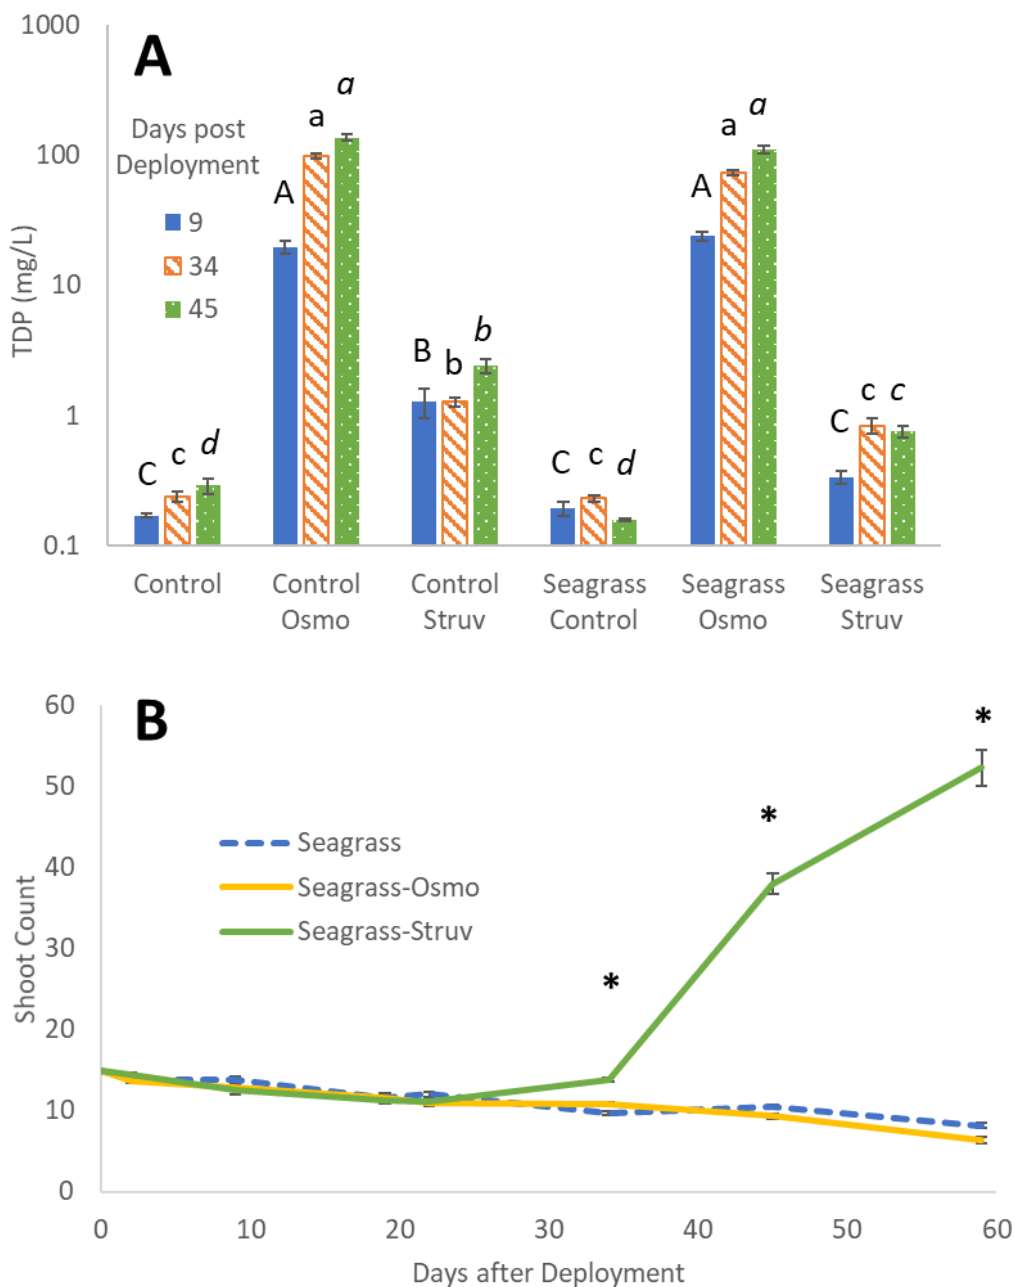 A
1000
100
10
1
0.1
TDP (mg/L)
Days post
Deployment
9
34
45
C c d
A a a
B b b
C c d
A a a
C c c
Control
Control
Osmo
Control
Struv
Seagrass
Control
Seagrass
Osmo
Seagrass
Struv
B
60
50
40
30
20
10
0
Shoot Count
Seagrass
Seagrass-Osmo
Seagrass-Struv
*
*
*
0 10 20 30 40 50 60
Days after Deployment